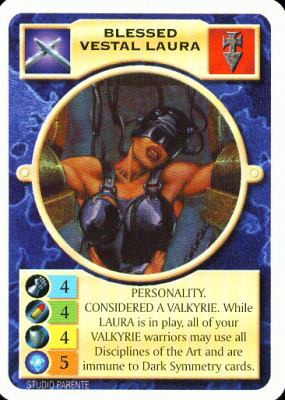 BLESSED
VESTAL LAURA
4
4
4
5
PERSONALITY.
CONSIDERED A VALKYRIE. While
LAURA is in play, all of your
VALKYRIE warriors may use all
Disciplines of the Art and are
immune to Dark Symmetry cards.
STUDIO PARENTE